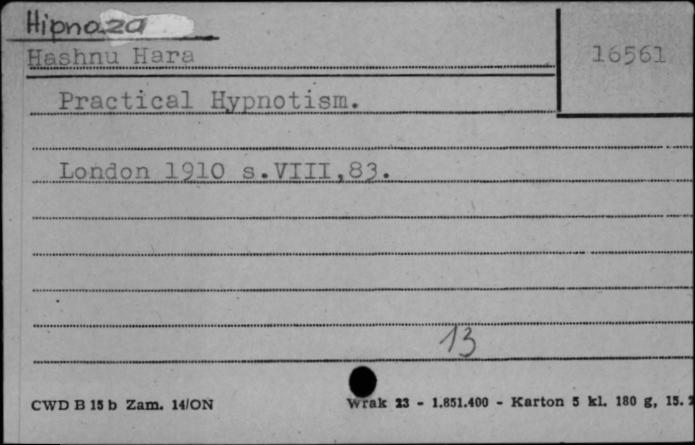 Hipnoza
Hashnu Hara
16561
Practical Hypnotism.
London 1910 s.VIII,83.
13
CWD B 15 b Zam. 14/ON
Wrak 23 - 1.851.400 - Karton 5 kl. 180 g, 15.